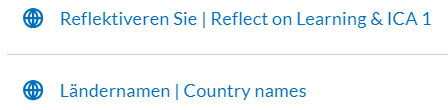 Reflektiveren Sie | Reflect on Learning & ICA 1
Ländernamen | Country names